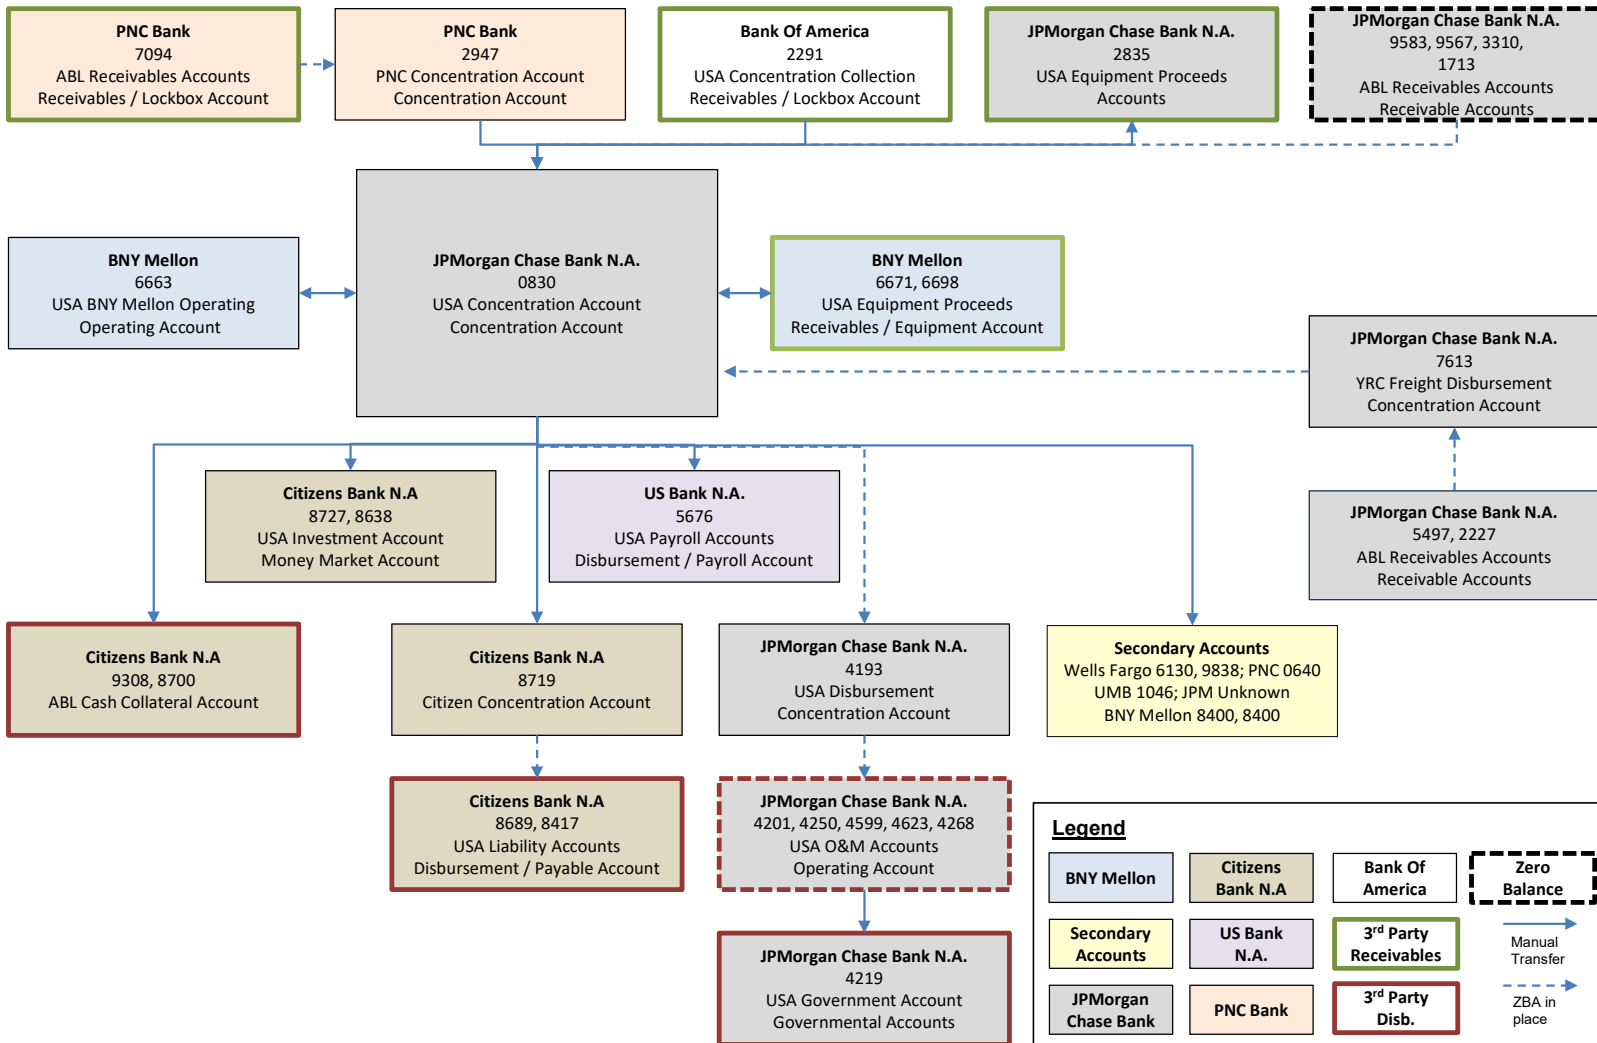 PNC Bank
7094
ABL Receivables Accounts
Receivables / Lockbox Account
PNC Bank
2947
PNC Concentration Account
Concentration Account
Bank Of America
2291
USA Concentration Collection
Receivables / Lockbox Account
JPMorgan Chase Bank N.A.
2835
USA Equipment Proceeds
Accounts
JPMorgan Chase Bank N.A.
9583, 9567, 3310,
1713
ABL Receivables Accounts
Receivable Accounts
BNY Mellon
6663
USA BNY Mellon Operating
Operating Account
JPMorgan Chase Bank N.A.
0830
USA Concentration Account
Concentration Account
BNY Mellon
6671, 6698
USA Equipment Proceeds
Receivables / Equipment Account
JPMorgan Chase Bank N.A.
7613
YRC Freight Disbursement
Concentration Account
Citizens Bank N.A
8727, 8638
USA Investment Account
Money Market Account
US Bank N.A.
5676
USA Payroll Accounts
Disbursement / Payroll Account
JPMorgan Chase Bank N.A.
5497, 2227
ABL Receivables Accounts
Receivable Accounts
Citizens Bank N.A
9308, 8700
ABL Cash Collateral Account
Citizens Bank N.A
8719
Citizen Concentration Account
JPMorgan Chase Bank N.A.
4193
USA Disbursement
Concentration Account
Secondary Accounts
Wells Fargo 6130, 9838; PNC 0640
UMB 1046; JPM Unknown
BNY Mellon 8400, 8400
Citizens Bank N.A
8689, 8417
USA Liability Accounts
Disbursement / Payable Account
JPMorgan Chase Bank N.A.
4201, 4250, 4599, 4623, 4268
USA O&M Accounts
Operating Account
JPMorgan Chase Bank N.A.
4219
USA Government Account
Governmental Accounts
Legend
BNY Mellon
Citizens
Bank N.A
Bank Of
America
Zero
Balance
Secondary
Accounts
US Bank
N.A.
3rd Party
Receivables
Manual
Transfer
JPMorgan
Chase Bank
PNC Bank
3rd Party
Disb.
ZBA in
place